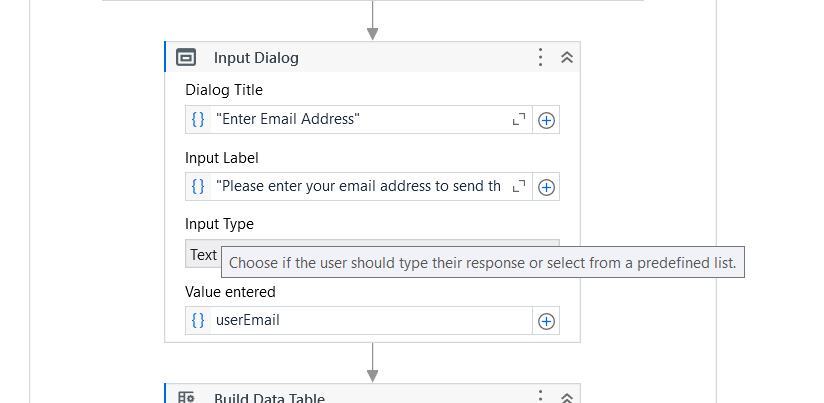 Input Dialog
Dialog Title
"Enter Email Address"
Input Label
"Please enter your email address to send th
Input Type
Text
Choose if the user should type their response or select from a predefined list.
Value entered
userEmail
Build Data Table